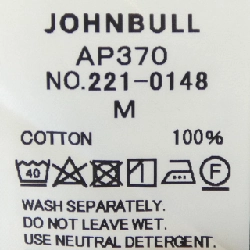 JOHNBULL
AP370
NO.221-0148
M
COTTON 100%
40 F
WASH SEPARATELY.
DO NOT LEAVE WET.
USE NEUTRAL DETERGENT.